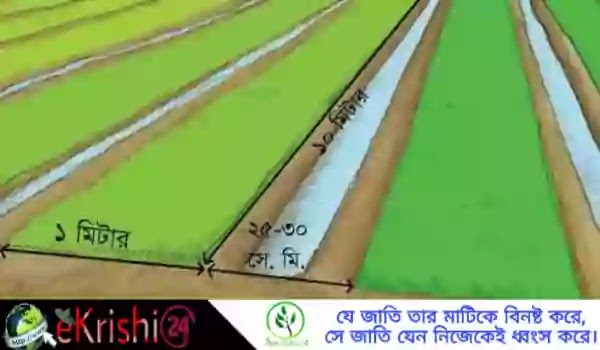 ১০ মিটার
১ মিটার
২৫-৩০
সে. মি.
eKrishi24
যে জাতি তার মাটিকে বিনষ্ট করে,
সে জাতি যেন নিজেকেই ধ্বংস করে।